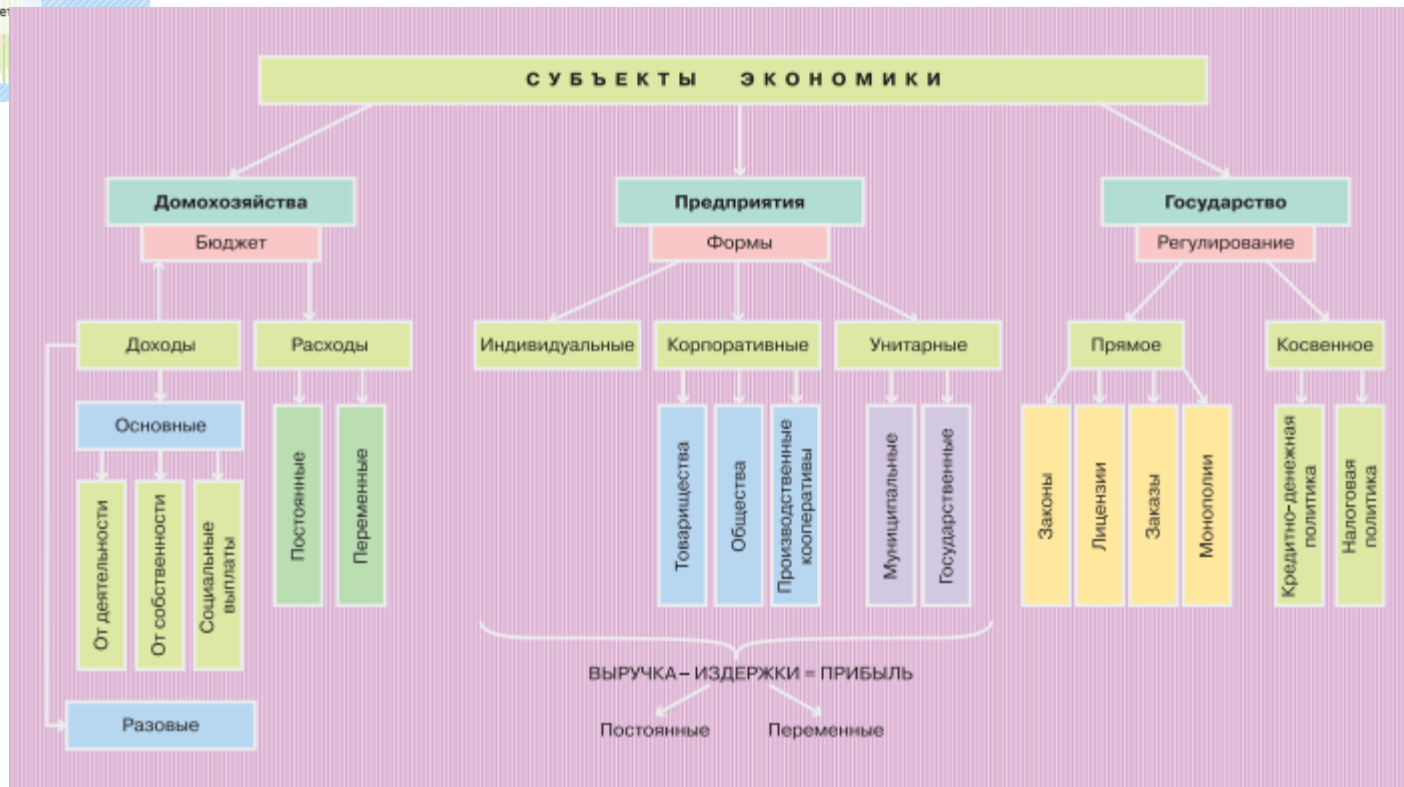 СУБЪЕКТЫ ЭКОНОМИКИ
Домохозяйства
Бюджет
Доходы
Расходы
Основные
От деятельности
От собственности
Социальные
выплаты
Разовые
Постоянные
Переменные
Предприятия
Формы
Индивидуальные
Корпоративные
Унитарные
Товарищества
Общества
Производственные
кооперативы
Муниципальные
Государственные
ВЫРУЧКА – ИЗДЕРЖКИ = ПРИБЫЛЬ
Постоянные
Переменные
Государство
Регулирование
Прямое
Косвенное
Законы
Лицензии
Заказы
Монополии
Кредитно-денежная
политика
Налоговая
политика